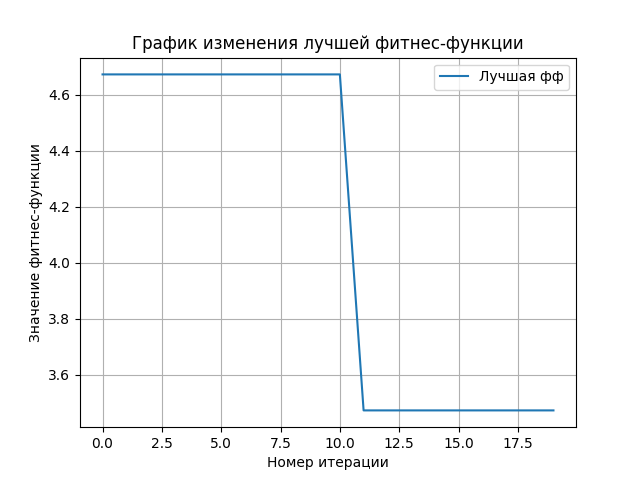 График изменения лучшей фитнес-функции
Лучшая фф
Значение фитнес-функции
4.6
4.4
4.2
4.0
3.8
3.6
0.0 2.5 5.0 7.5 10.0 12.5 15.0 17.5
Номер итерации